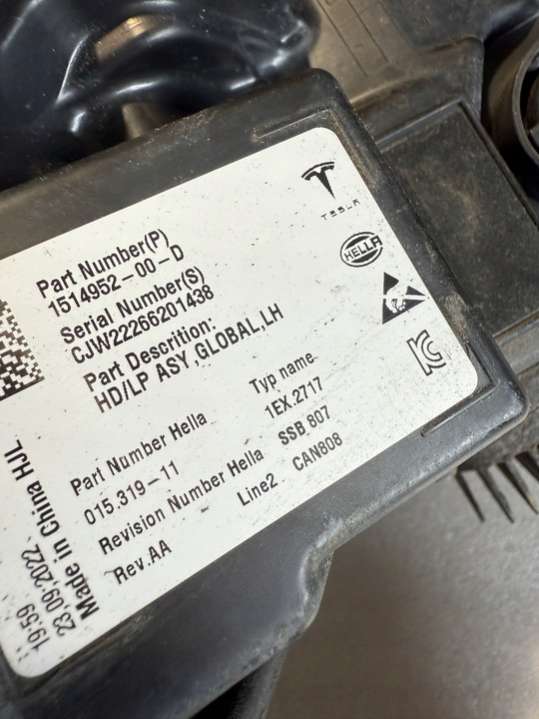 TESLA
HELLA
Part Number(P)
1514952-00-D
Serial Number(S)
CJW22266201438
Part Descrition:
HD/LP ASY,GLOBAL,LH
Part Number Hella Typ name
015.319-11 1EX.2717
Revision Number Hella SSB 807
Rev.AA Line2 CAN808
Made in China HJL
23,09,2022
19:59